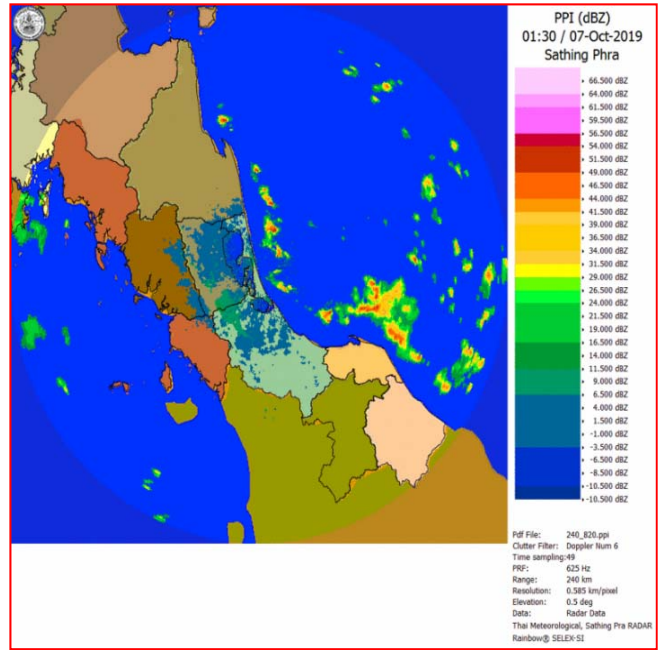 PPI (dBZ)
01:30 / 07-Oct-2019
Sathing Phra
66.500 dBZ
64.000 dBZ
61.500 dBZ
59.500 dBZ
56.500 dBZ
54.000 dBZ
51.500 dBZ
49.000 dBZ
46.500 dBZ
44.000 dBZ
41.500 dBZ
39.000 dBZ
36.500 dBZ
34.000 dBZ
31.500 dBZ
29.000 dBZ
26.500 dBZ
24.000 dBZ
21.500 dBZ
19.000 dBZ
16.500 dBZ
14.000 dBZ
11.500 dBZ
9.000 dBZ
6.500 dBZ
4.000 dBZ
1.500 dBZ
-1.000 dBZ
-3.500 dBZ
-6.500 dBZ
-8.500 dBZ
-10.500 dBZ
-10.500 dBZ
Pdf File: 240_820.ppi
Clutter Filter: Doppler Num 6
Time sampling:49
PRF: 625 Hz
Range: 240 km
Resolution: 0.585 km/pixel
Elevation: 0.5 deg
Data: Radar Data
Thai Meteorological, Sathing Pra RADAR
Rainbow® SELEX-SI